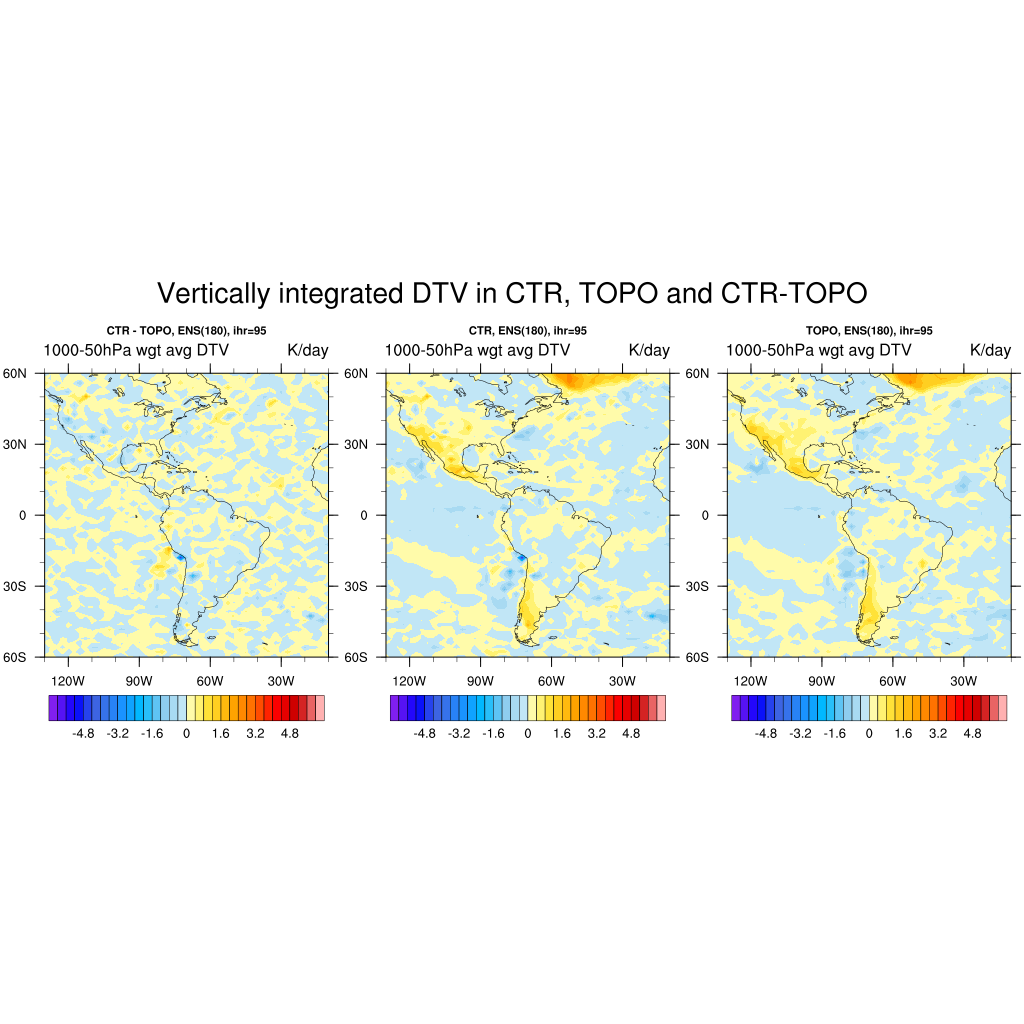 Vertically integrated DTV in CTR, TOPO and CTR-TOPO
CTR - TOPO, ENS(180), ihr=95
1000-50hPa wgt avg DTV K/day
60N
30N
0
30S
60S
120W 90W 60W 30W
-4.8 -3.2 -1.6 0 1.6 3.2 4.8
CTR, ENS(180), ihr=95
1000-50hPa wgt avg DTV K/day
60N
30N
0
30S
60S
120W 90W 60W 30W
-4.8 -3.2 -1.6 0 1.6 3.2 4.8
TOPO, ENS(180), ihr=95
1000-50hPa wgt avg DTV K/day
60N
30N
0
30S
60S
120W 90W 60W 30W
-4.8 -3.2 -1.6 0 1.6 3.2 4.8